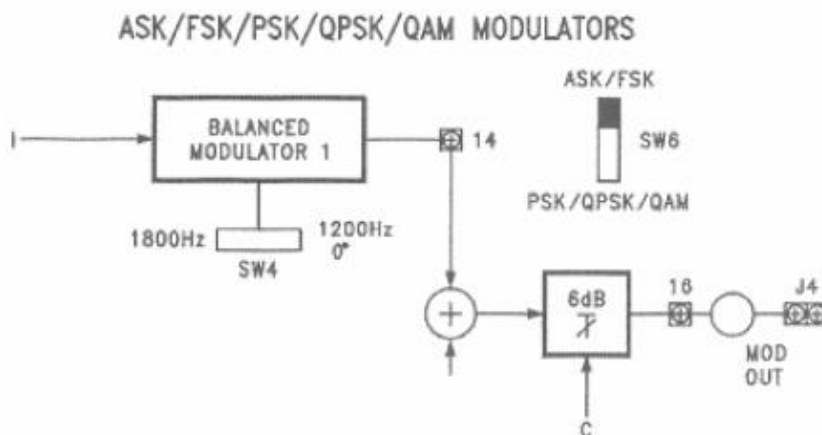 ASK/FSK/PSK/QPSK/QAM MODULATORS
ASK/FSK
BALANCED
MODULATOR 1
14
SW6
PSK/QPSK/QAM
1800Hz
1200Hz
0°
SW4
+
6dB
16
J4
MOD
OUT
C